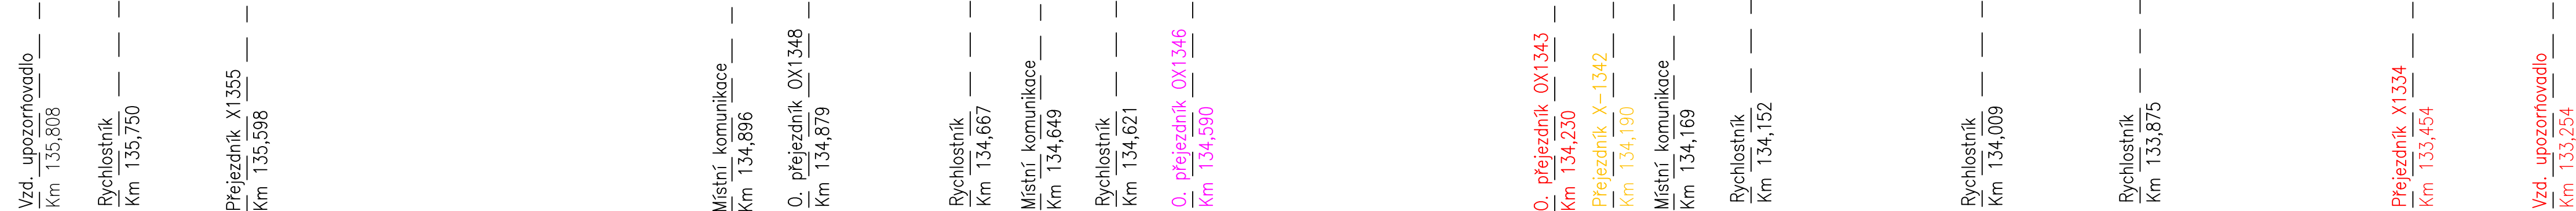 Vzd. upozorňovadlo
Km 135,808
Rychlostník
Km 135,750
Přejezdník X1355
Km 135,598
Místní komunikace
Km 134,896
O. přejezdník OX1348
Km 134,879
Rychlostník
Km 134,667
Místní komunikace
Km 134,649
Rychlostník
Km 134,621
O. přejezdník OX1346
Km 134,590
O. přejezdník OX1343
Km 134,230
Přejezdník X-1342
Km 134,190
Místní komunikace
Km 134,169
Rychlostník
Km 134,152
Rychlostník
Km 134,009
Rychlostník
Km 133,875
Přejezdník X1334
Km 133,454
Vzd. upozorňovadlo
Km 133,254